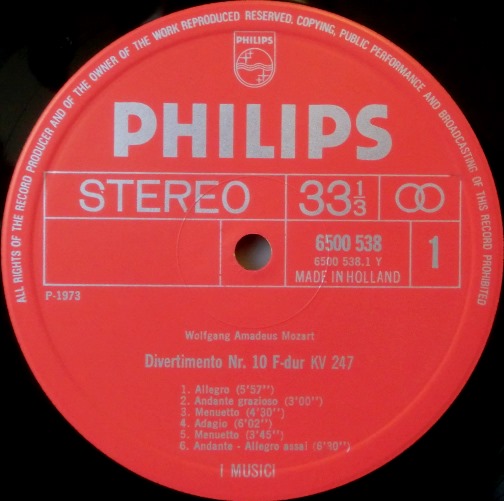 ALL RIGHTS OF THE RECORD PRODUCER AND OF THE OWNER OF THE WORK REPRODUCED RESERVED. COPYING, PUBLIC PERFORMANCE AND BROADCASTING OF THIS RECORD PROHIBITED
PHILIPS
PHILIPS
STEREO 33 1/3
6500 538 1
6500 538.1 Y
MADE IN HOLLAND
P-1973
Wolfgang Amadeus Mozart
Divertimento Nr. 10 F-dur KV 247
1. Allegro (5'57'')
2. Andante grazioso (3'00'')
3. Menuetto (4'30'')
4. Adagio (6'02'')
5. Menuetto (3'45'')
6. Andante - Allegro assai (6'30'')
I MUSICI